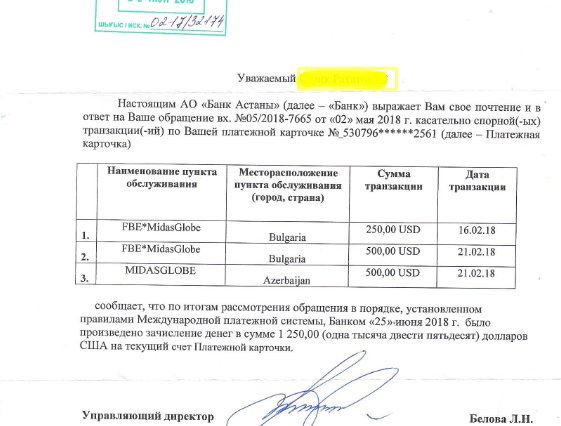 ШЫҒЫС / ИСХ. № 0217/32174
Уважаемый
Настоящим АО «Банк Астаны» (далее – «Банк») выражает Вам свое почтение и в
ответ на Ваше обращение вх. №05/2018-7665 от «02» мая 2018 г. касательно спорной(-ых)
транзакции(-ий) по Вашей платежной карточке № 530796******2561 (далее – Платежная
карточка)
Наименование пункта обслуживания Месторасположение пункта обслуживания (город, страна) Сумма транзакции Дата транзакции
1. FBE*MidasGlobe Bulgaria 250,00 USD 16.02.18
2. FBE*MidasGlobe Bulgaria 500,00 USD 21.02.18
3. MIDASGLOBE Azerbaijan 500,00 USD 21.02.18
сообщает, что по итогам рассмотрения обращения в порядке, установленном
правилами Международной платежной системы, Банком «25» июня 2018 г. было
произведено зачисление денег в сумме 1 250,00 (одна тысяча двести пятьдесят) долларов
США на текущий счет Платежной карточки.
Управляющий директор Белова Л.Н.